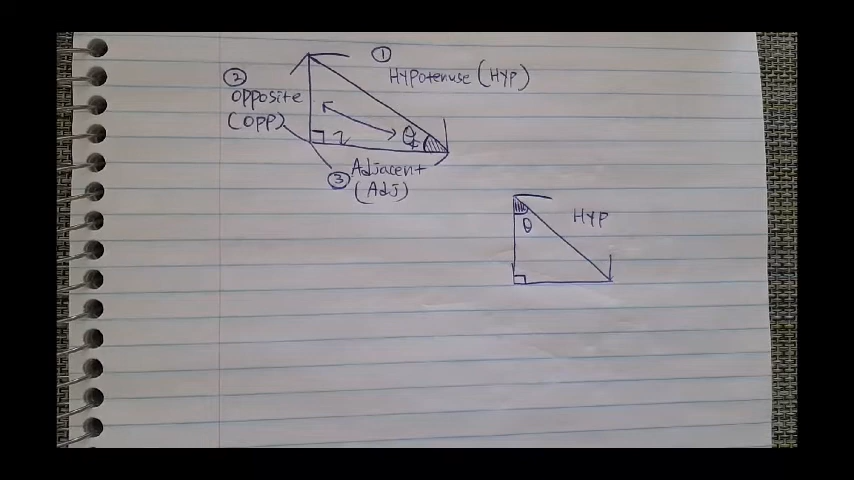 ①
Hypotenuse (Hyp)
②
opposite
(OPP)
θ
③ Adjacent
(Adj)
Hyp
θ